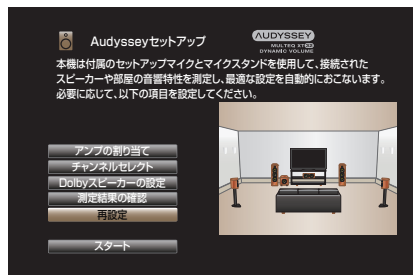 Audysseyセットアップ
AUDYSSEY
MULTEQ XT32
DYNAMIC VOLUME
本機は付属のセットアップマイクとマイクスタンドを使用して、接続された
スピーカーや部屋の音響特性を測定し、最適な設定を自動的におこないます。
必要に応じて、以下の項目を設定してください。
アンプの割り当て
チャンネルセレクト
Dolbyスピーカーの設定
測定結果の確認
再設定
スタート